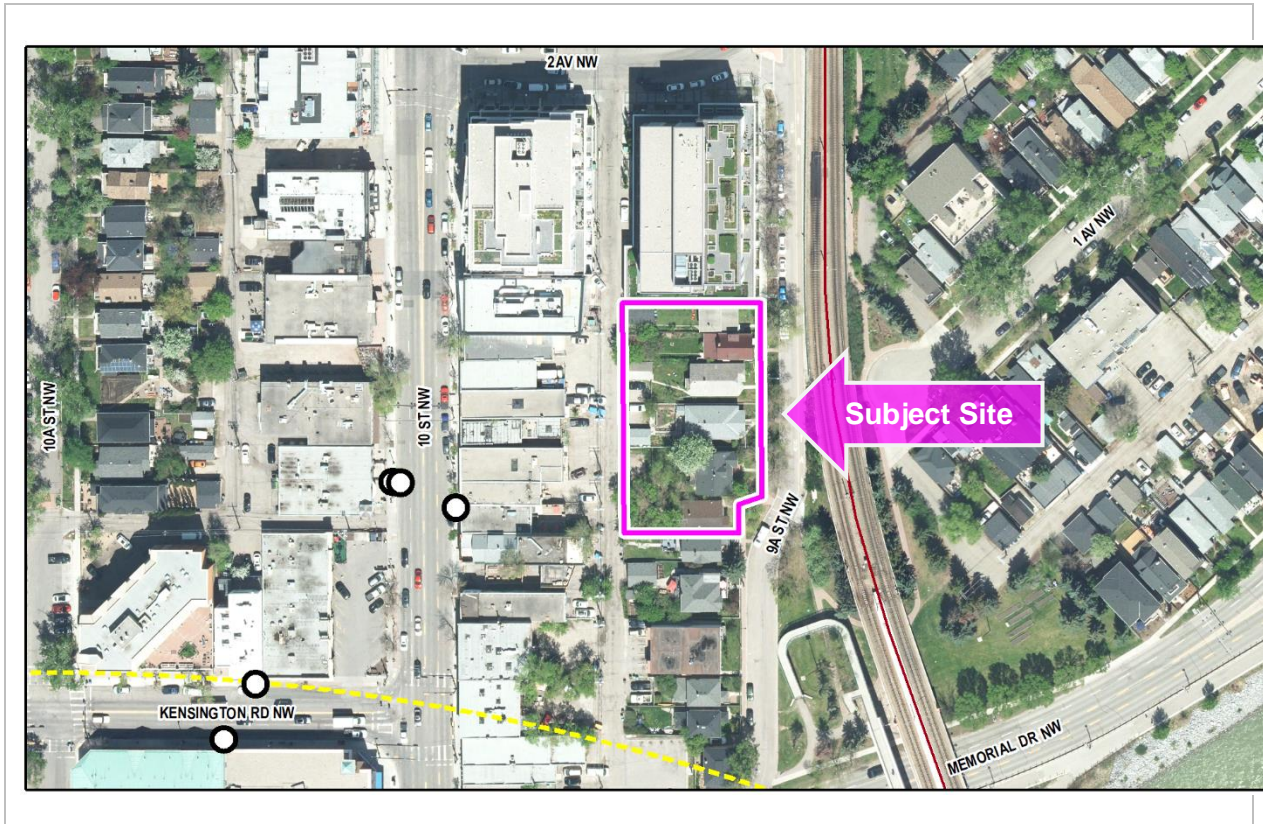 2 AV NW
1 AV NW
10A ST NW
10 ST NW
Subject Site
9A ST NW
KENSINGTON RD NW
MEMORIAL DR NW